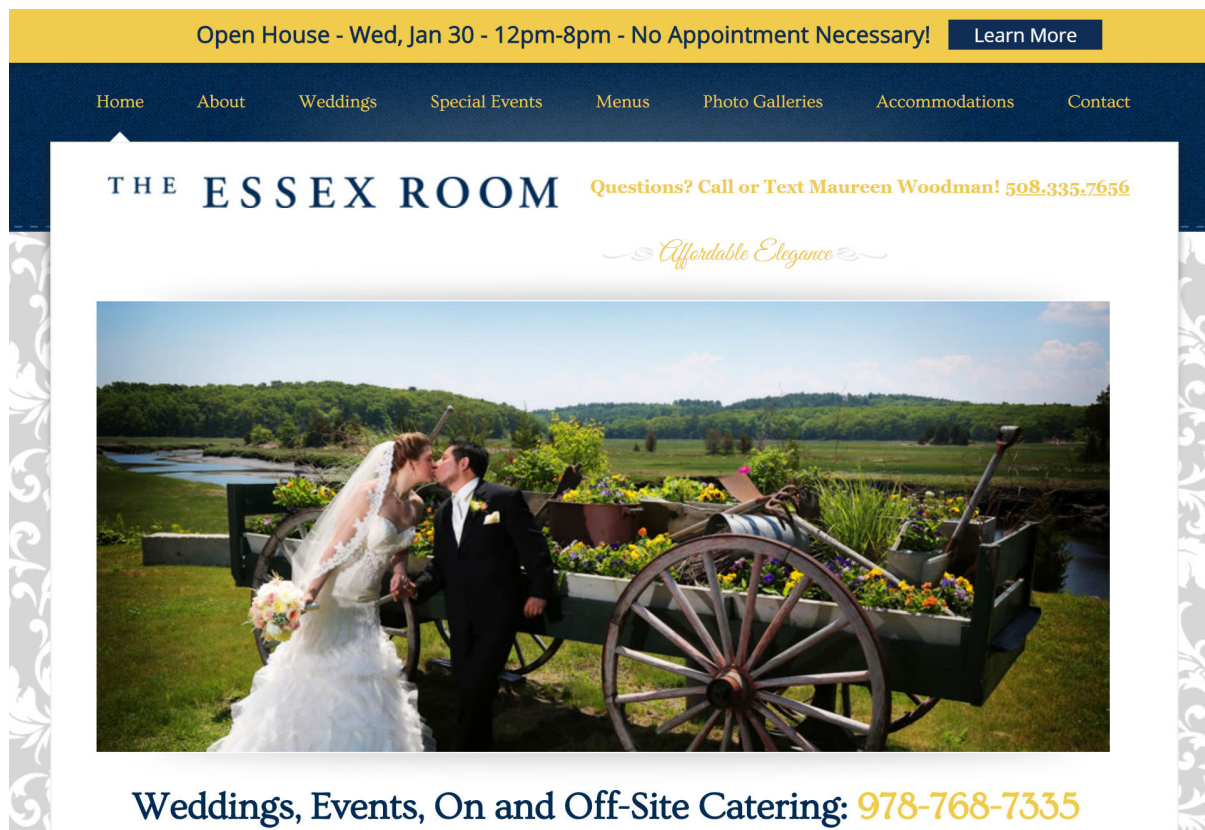 Open House - Wed, Jan 30 - 12pm-8pm - No Appointment Necessary! Learn More
Home About Weddings Special Events Menus Photo Galleries Accommodations Contact
THE ESSEX ROOM Questions? Call or Text Maureen Woodman! 508.335.7656
Affordable Elegance
Weddings, Events, On and Off-Site Catering: 978-768-7335